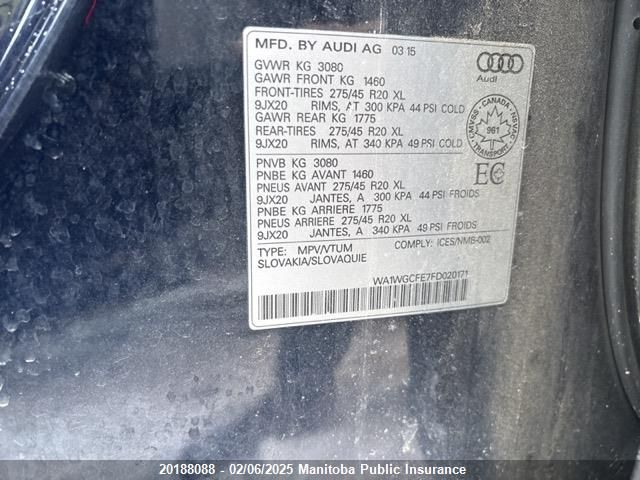 MFD. BY AUDI AG 03 15
GVWR KG 3080
GAWR FRONT KG 1460
FRONT-TIRES 275/45 R20 XL
9JX20 RIMS, AT 300 KPA 44 PSI COLD
GAWR REAR KG 1775
REAR-TIRES 275/45 R20 XL
9JX20 RIMS, AT 340 KPA 49 PSI COLD
Audi
CMVSS - CANADA - NSVAC
961
TRANSPORT
EC
PNVB KG 3080
PNBE KG AVANT 1460
PNEUS AVANT 275/45 R20 XL
9JX20 JANTES, A 300 KPA 44 PSI FROIDS
PNBE KG ARRIERE 1775
PNEUS ARRIERE 275/45 R20 XL
9JX20 JANTES, A 340 KPA 49 PSI FROIDS
TYPE: MPV/VTUM COMPLY: ICES/NMB-002
SLOVAKIA/SLOVAQUIE
WA1WGCFE7FD020171
20188088 - 02/06/2025 Manitoba Public Insurance